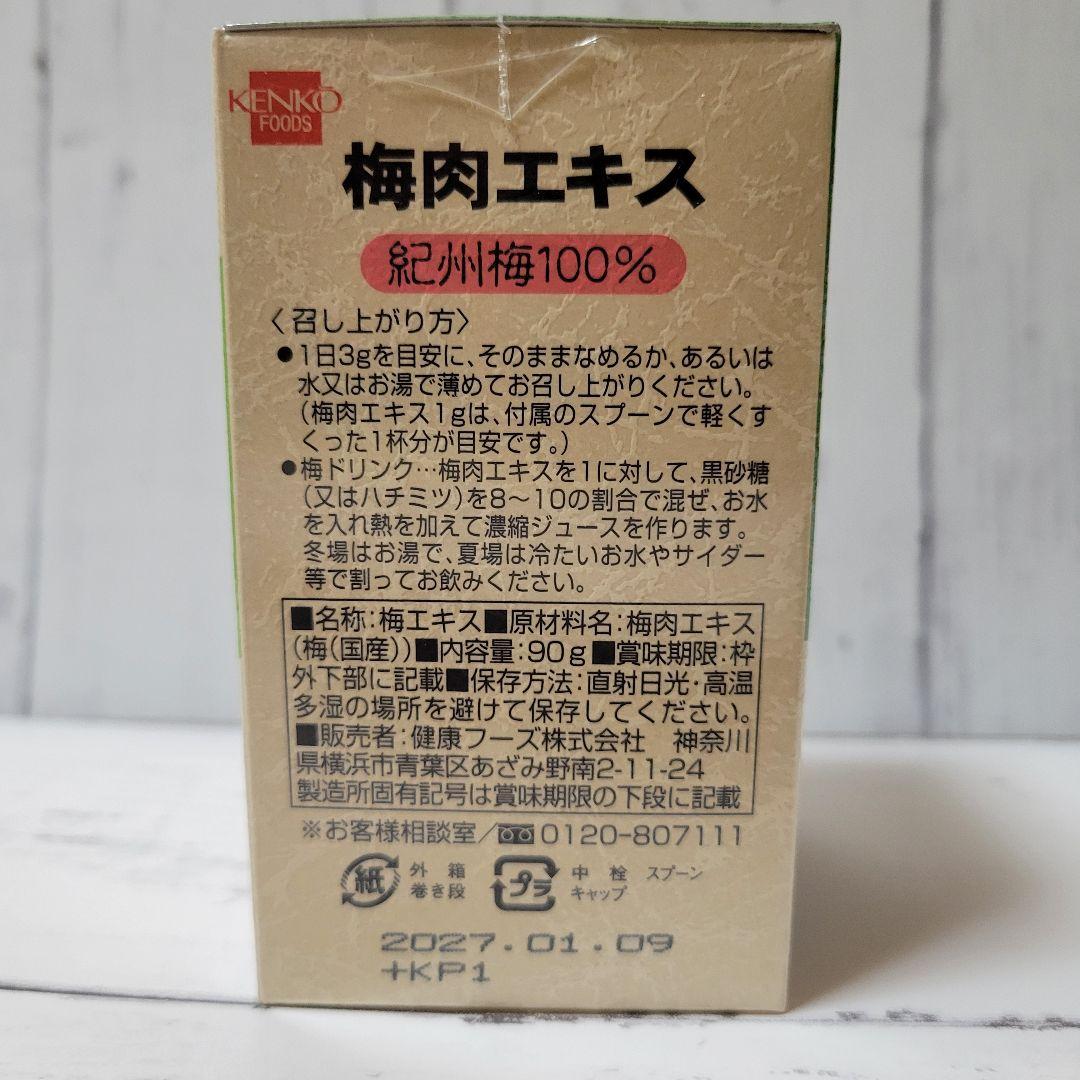 KENKŌ
FOODS
梅肉エキス
紀州梅100%
〈召し上がり方〉
●1日3gを目安に、そのままなめるか、あるいは
水又はお湯で薄めてお召し上がりください。
(梅肉エキス1gは、付属のスプーンで軽くす
くった1杯分が目安です。)
●梅ドリンク…梅肉エキスを1に対して、黒砂糖
(又はハチミツ)を8〜10の割合で混ぜ、お水
を入れ熱を加えて濃縮ジュースを作ります。
冬場はお湯で、夏場は冷たいお水やサイダー
等で割ってお飲みください。
■名称:梅エキス■原材料名:梅肉エキス
(梅(国産))■内容量:90g■賞味期限:枠
外下部に記載■保存方法:直射日光・高温
多湿の場所を避けて保存してください。
■販売者:健康フーズ株式会社 神奈川
県横浜市青葉区あざみ野南2-11-24
製造所固有記号は賞味期限の下段に記載
※お客様相談室/0120-807111
紙 外箱 プラ 中栓 スプーン
巻き段 キャップ
2027.01.09
+KP1